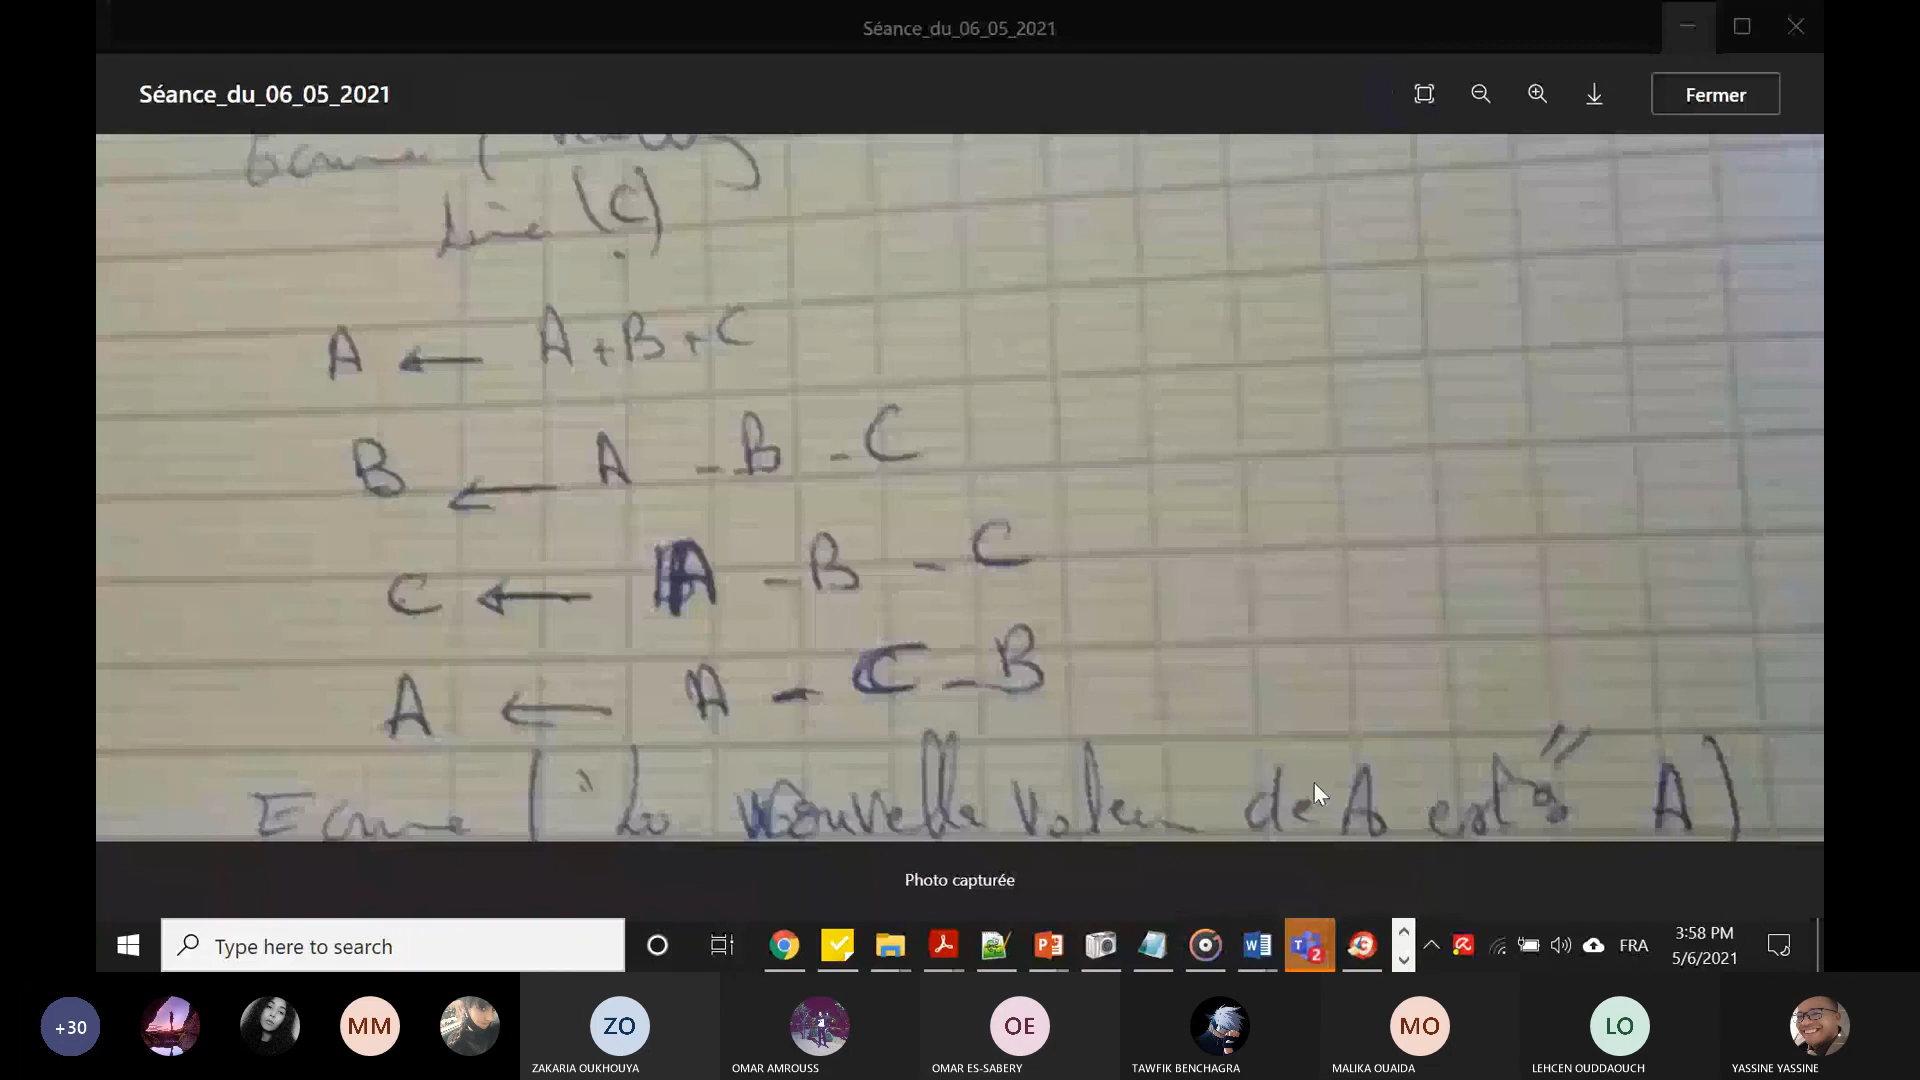 Séance_du_06_05_2021
Séance_du_06_05_2021
Fermer
Lire (C)
A ← A + B + C
B ← A - B - C
C ← A - B - C
A ← A - C - B
Ecrire (" La nouvelle valeur de A est " A)
Photo capturée
Type here to search
FRA
3:58 PM
5/6/2021
2
+30
MM
ZO
OE
MO
LO
ZAKARIA OUKHOUYA
OMAR AMROUSS
OMAR ES-SABERY
TAWFIK BENCHAGRA
MALIKA OUAIDA
LEHCEN OUDDAOUCH
YASSINE YASSINE